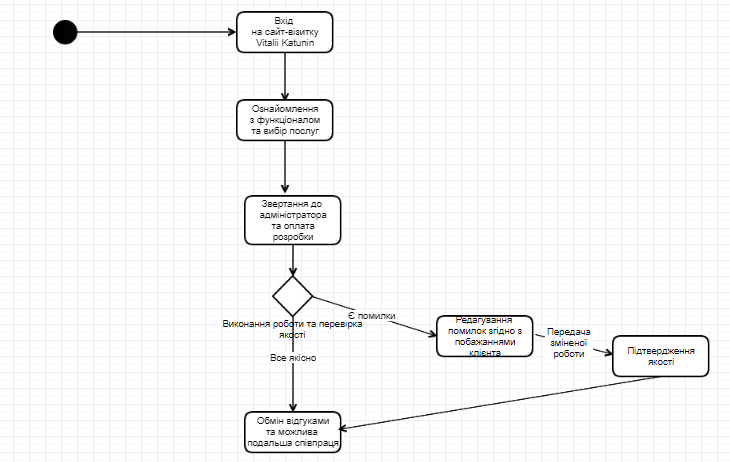 Вхід
на сайт-візитку
Vitalii Katunin
Ознайомлення
з функціоналом
та вибір послуг
Звертання до
адміністратора
та оплата
розробки
Виконання роботи та перевірка
якості
Є помилки
Все якісно
Редагування
помилок згідно з
побажаннями
клієнта
Передача
зміненої
роботи
Підтвердження
якості
Обмін відгуками
та можлива
подальша співпраця